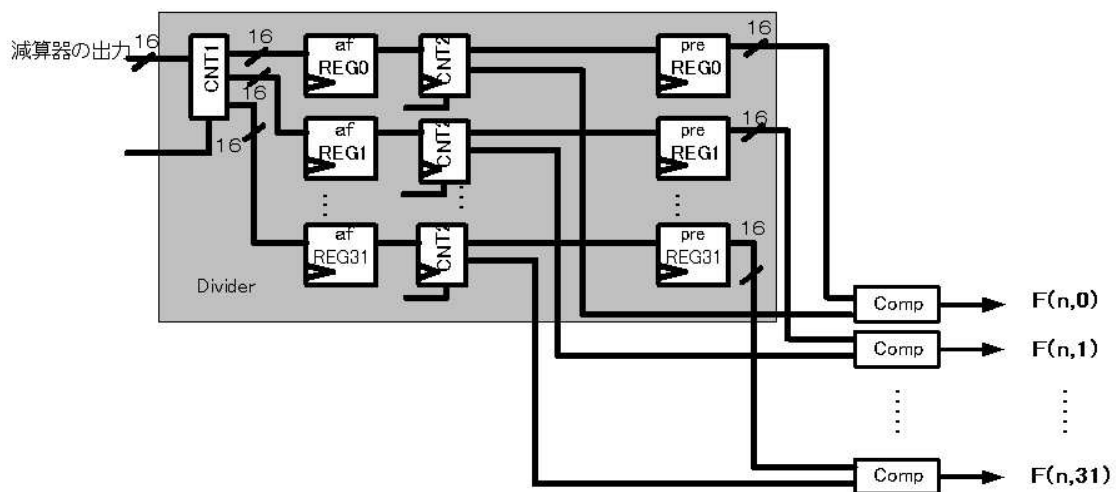 減算器の出力
16
CNT1
16
16
16
af
REG0
CNT2
pre
REG0
16
af
REG1
CNT2
pre
REG1
16
af
REG31
CNT2
pre
REG31
16
Divider
Comp
F(n,0)
Comp
F(n,1)
Comp
F(n,31)